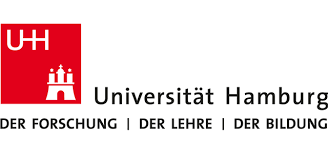 UHH
Universität Hamburg
DER FORSCHUNG | DER LEHRE | DER BILDUNG